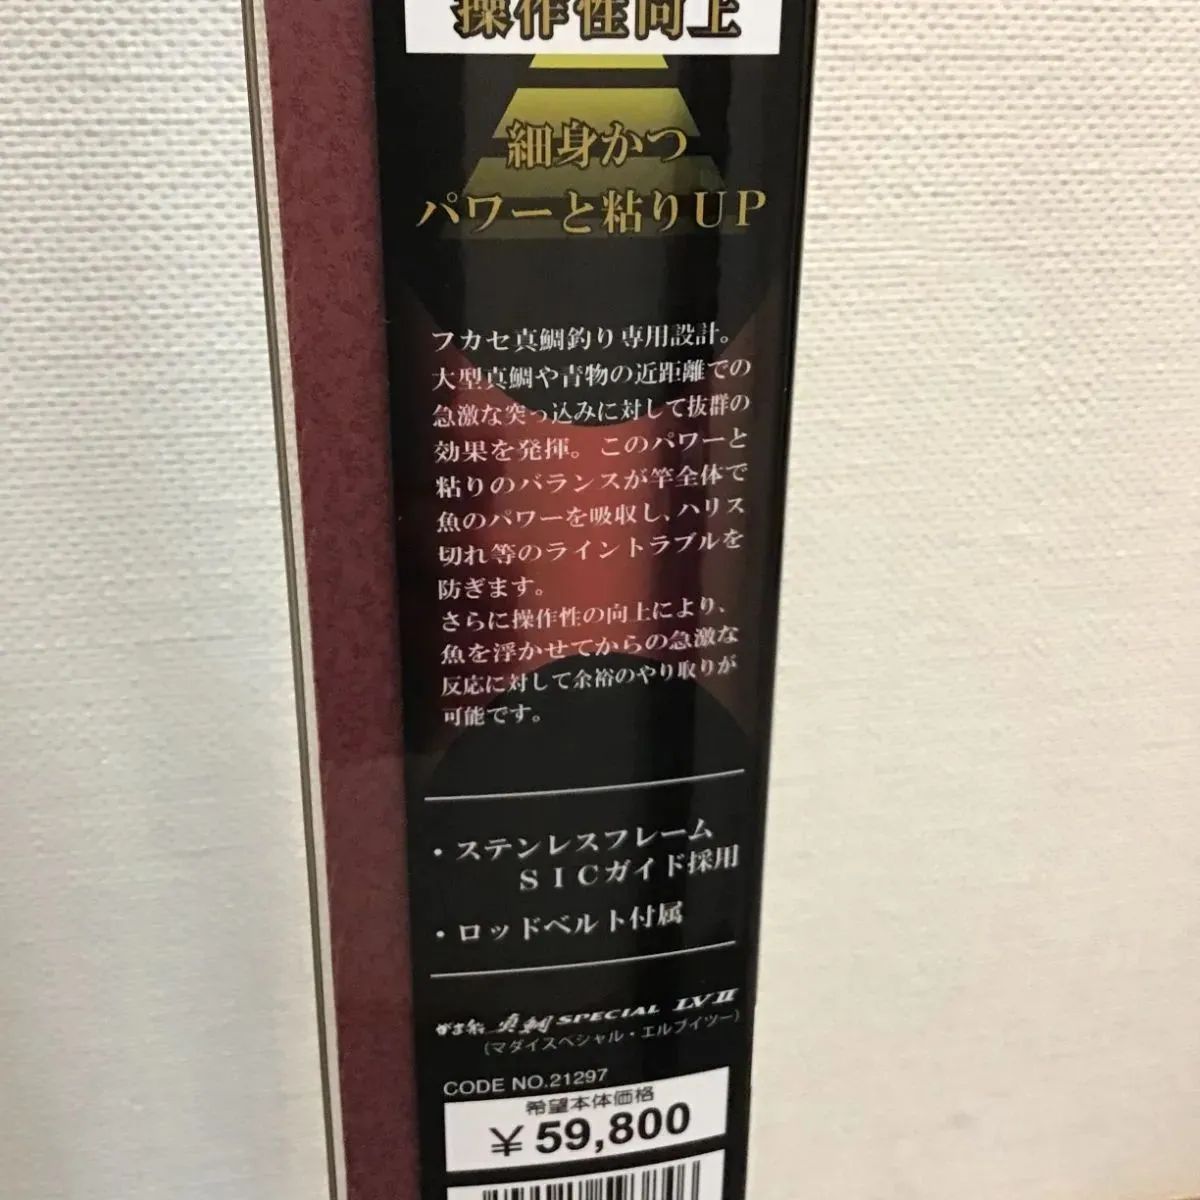 操作性向上
細身かつ
パワーと粘りUP
フカセ真鯛釣り専用設計。
大型真鯛や青物の近距離での
急激な突っ込みに対して抜群の
効果を発揮。このパワーと
粘りのバランスが竿全体で
魚のパワーを吸収し、ハリス
切れ等のライントラブルを
防ぎます。
さらに操作性の向上により、
魚を浮かせてからの急激な
反応に対して余裕のやり取りが
可能です。
・ステンレスフレーム
SICガイド採用
・ロッドベルト付属
がま磯 真鯛 SPECIAL LVII
(マダイスペシャル・エルブイツー)
CODE NO.21297
希望本体価格
¥59,800